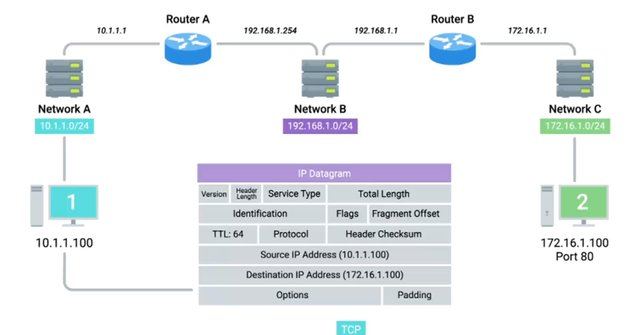 Router A
Router B
10.1.1.1
192.168.1.254
192.168.1.1
172.16.1.1
Network A
10.1.1.0/24
Network B
192.168.1.0/24
Network C
172.16.1.0/24
1
10.1.1.100
2
172.16.1.100
Port 80
IP Datagram
Version
Header Length
Service Type
Total Length
Identification
Flags
Fragment Offset
TTL: 64
Protocol
Header Checksum
Source IP Address (10.1.1.100)
Destination IP Address (172.16.1.100)
Options
Padding
TCP